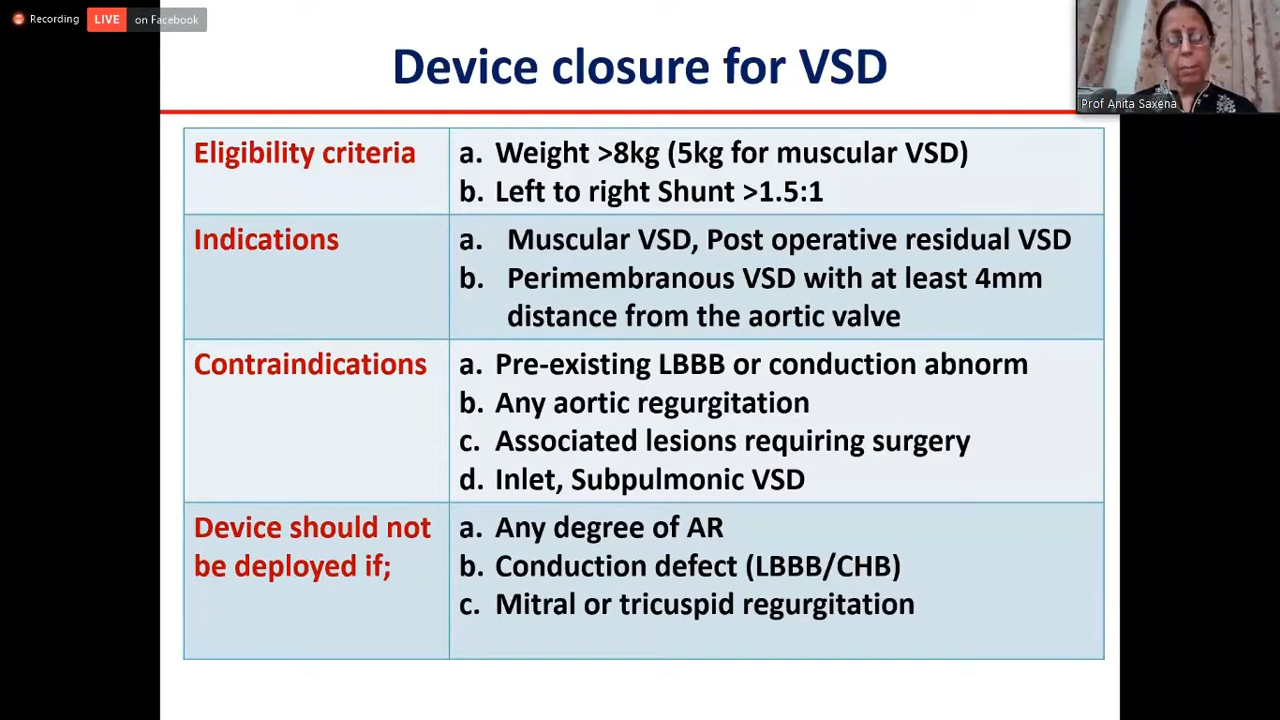 Recording LIVE on Facebook
Device closure for VSD
Prof Anita Saxena
Eligibility criteria
a. Weight >8kg (5kg for muscular VSD)
b. Left to right Shunt >1.5:1
Indications
a. Muscular VSD, Post operative residual VSD
b. Perimembranous VSD with at least 4mm
distance from the aortic valve
Contraindications
a. Pre-existing LBBB or conduction abnorm
b. Any aortic regurgitation
c. Associated lesions requiring surgery
d. Inlet, Subpulmonic VSD
Device should not
be deployed if;
a. Any degree of AR
b. Conduction defect (LBBB/CHB)
c. Mitral or tricuspid regurgitation